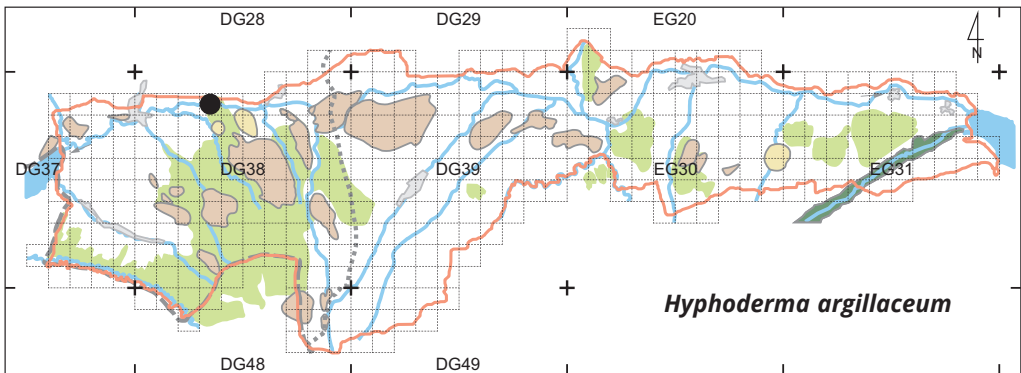 DG28 DG29 EG20
N
DG37 DG38 DG39 EG30 EG31
Hyphoderma argillaceum
DG48 DG49